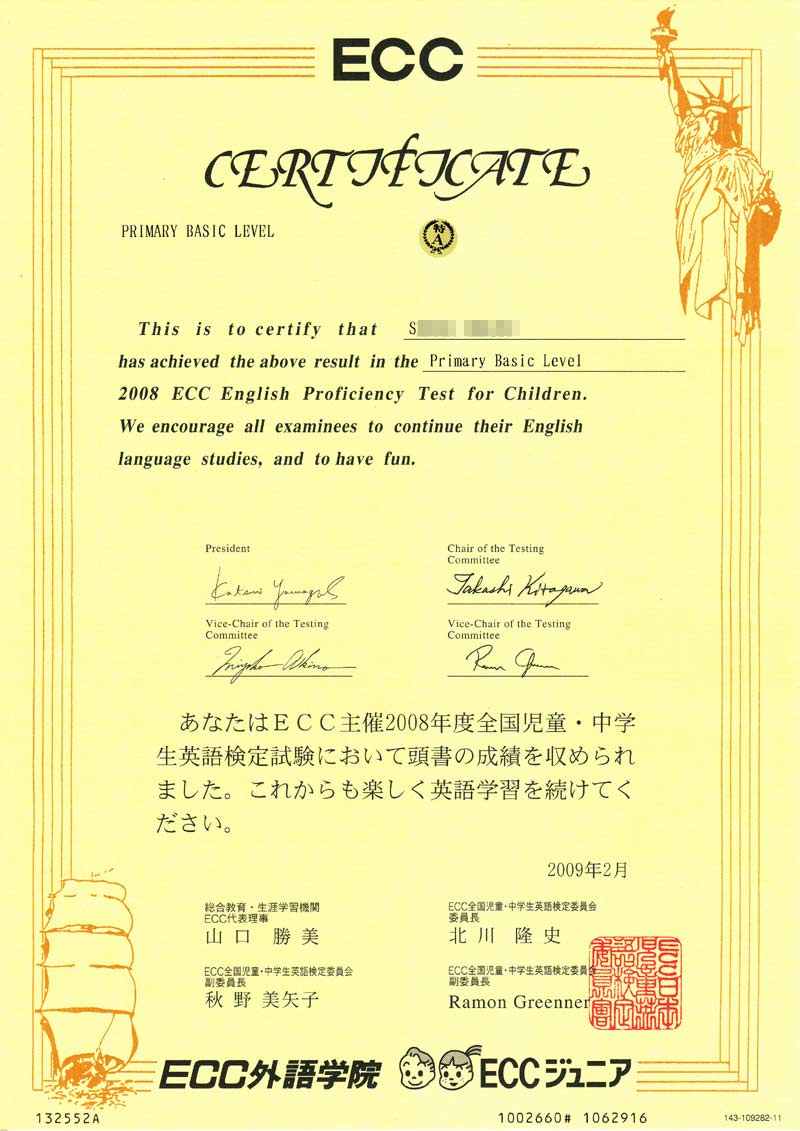 ECC
CERTIFICATE
PRIMARY BASIC LEVEL
特
A
This is to certify that S
has achieved the above result in the Primary Basic Level
2008 ECC English Proficiency Test for Children.
We encourage all examinees to continue their English
language studies, and to have fun.
President
Chair of the Testing
Committee
Takashi Kitagawa
Vice-Chair of the Testing
Committee
Vice-Chair of the Testing
Committee
あなたはECC主催2008年度全国児童・中学
生英語検定試験において頭書の成績を収められ
ました。これからも楽しく英語学習を続けてく
ださい。
2009年2月
総合教育・生涯学習機関
ECC代表理事
山口 勝美
ECC全国児童・中学生英語検定委員会
委員長
北川 隆史
ECC全国児童・中学生英語検定委員会
副委員長
秋野 美矢子
ECC全国児童・中学生英語検定委員会
副委員長
Ramon Greenner
ECC外語学院 ECCジュニア
132552A
1002660# 1062916
143-109282-11